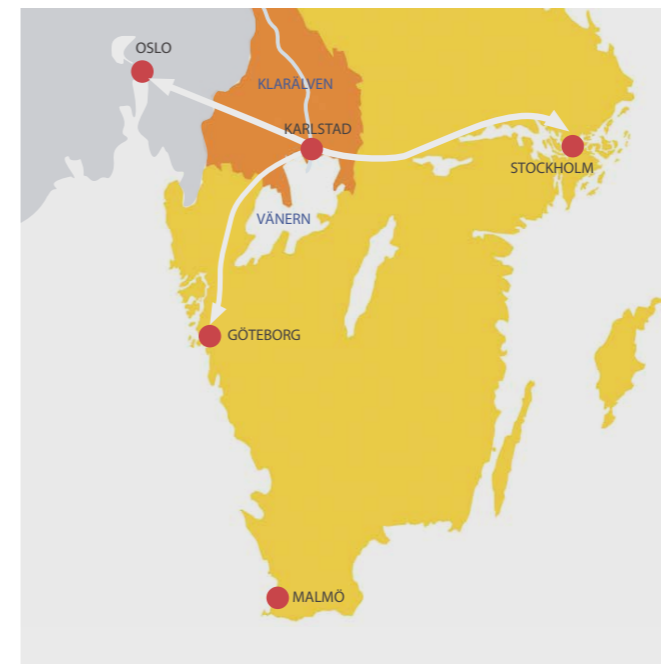 OSLO
KLARÄLVEN
KARLSTAD
STOCKHOLM
VÄNERN
GÖTEBORG
MALMÖ